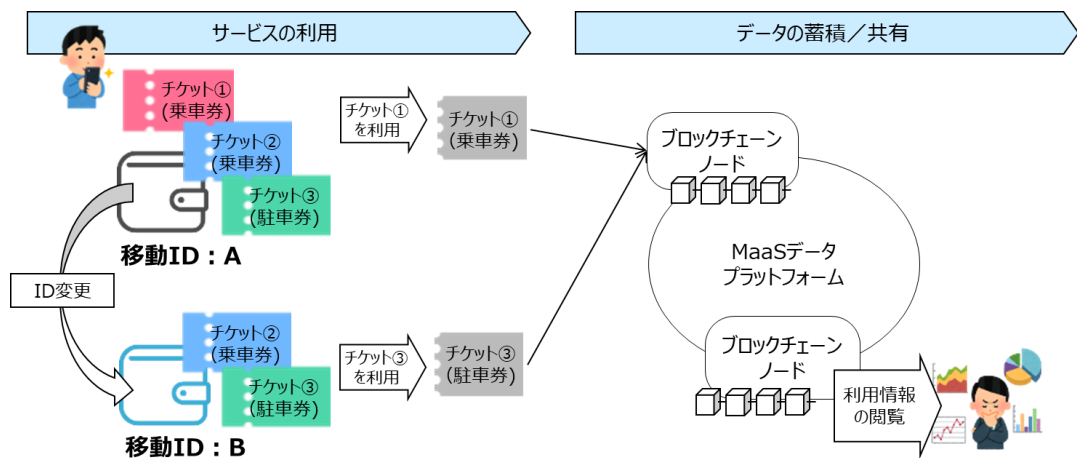 サービスの利用
データの蓄積／共有
チケット①
(乗車券)
チケット②
(乗車券)
チケット③
(駐車券)
移動ID：A
チケット①
を利用
チケット①
(乗車券)
ID変更
チケット②
(乗車券)
チケット③
(駐車券)
移動ID：B
チケット③
を利用
チケット③
(駐車券)
ブロックチェーン
ノード
MaaSデータ
プラットフォーム
ブロックチェーン
ノード
利用情報
の閲覧